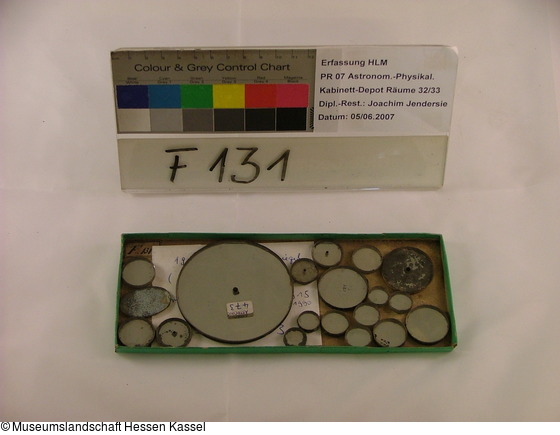 Colour & Grey Control Chart
Erfassung HLM
PR 07 Astronom.-Physikal.
Kabinett-Depot Räume 32/33
Dipl.-Rest.: Joachim Jendersie
Datum: 05/06.2007
F 131
473
©Museumslandschaft Hessen Kassel